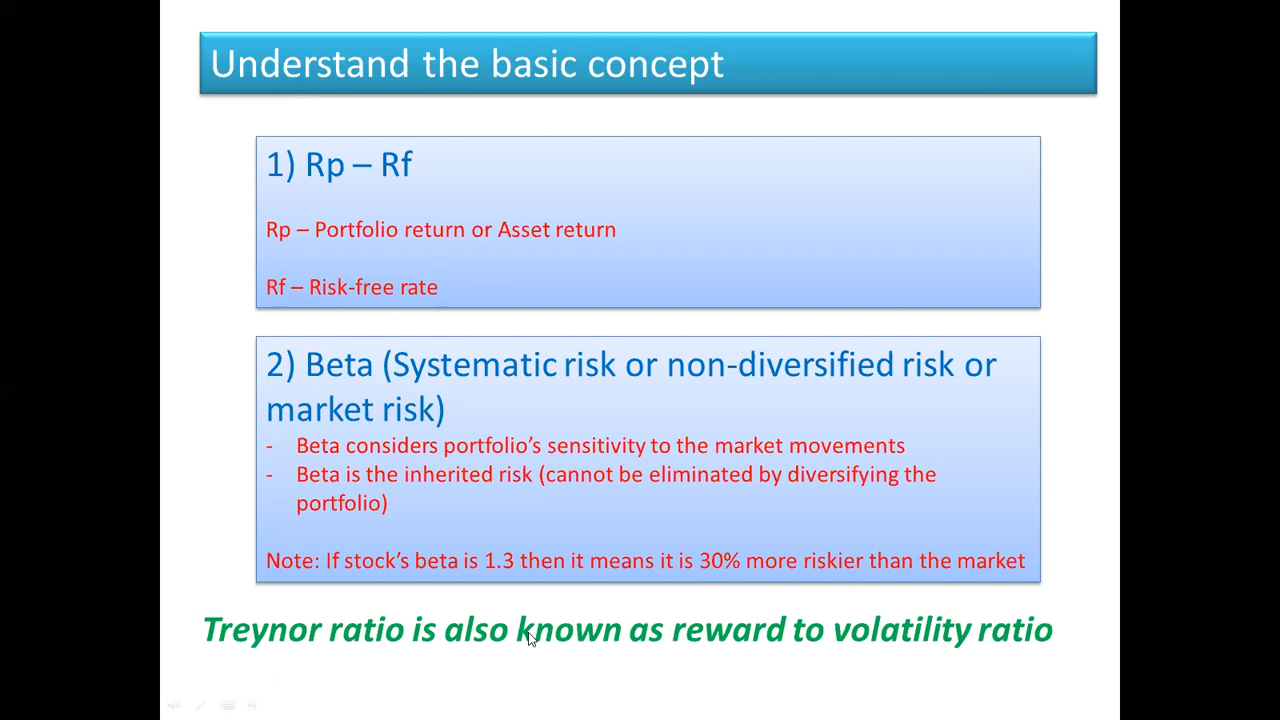 Understand the basic concept
1) Rp – Rf
Rp – Portfolio return or Asset return
Rf – Risk-free rate
2) Beta (Systematic risk or non-diversified risk or
market risk)
- Beta considers portfolio's sensitivity to the market movements
- Beta is the inherited risk (cannot be eliminated by diversifying the
portfolio)
Note: If stock's beta is 1.3 then it means it is 30% more riskier than the market
Treynor ratio is also known as reward to volatility ratio